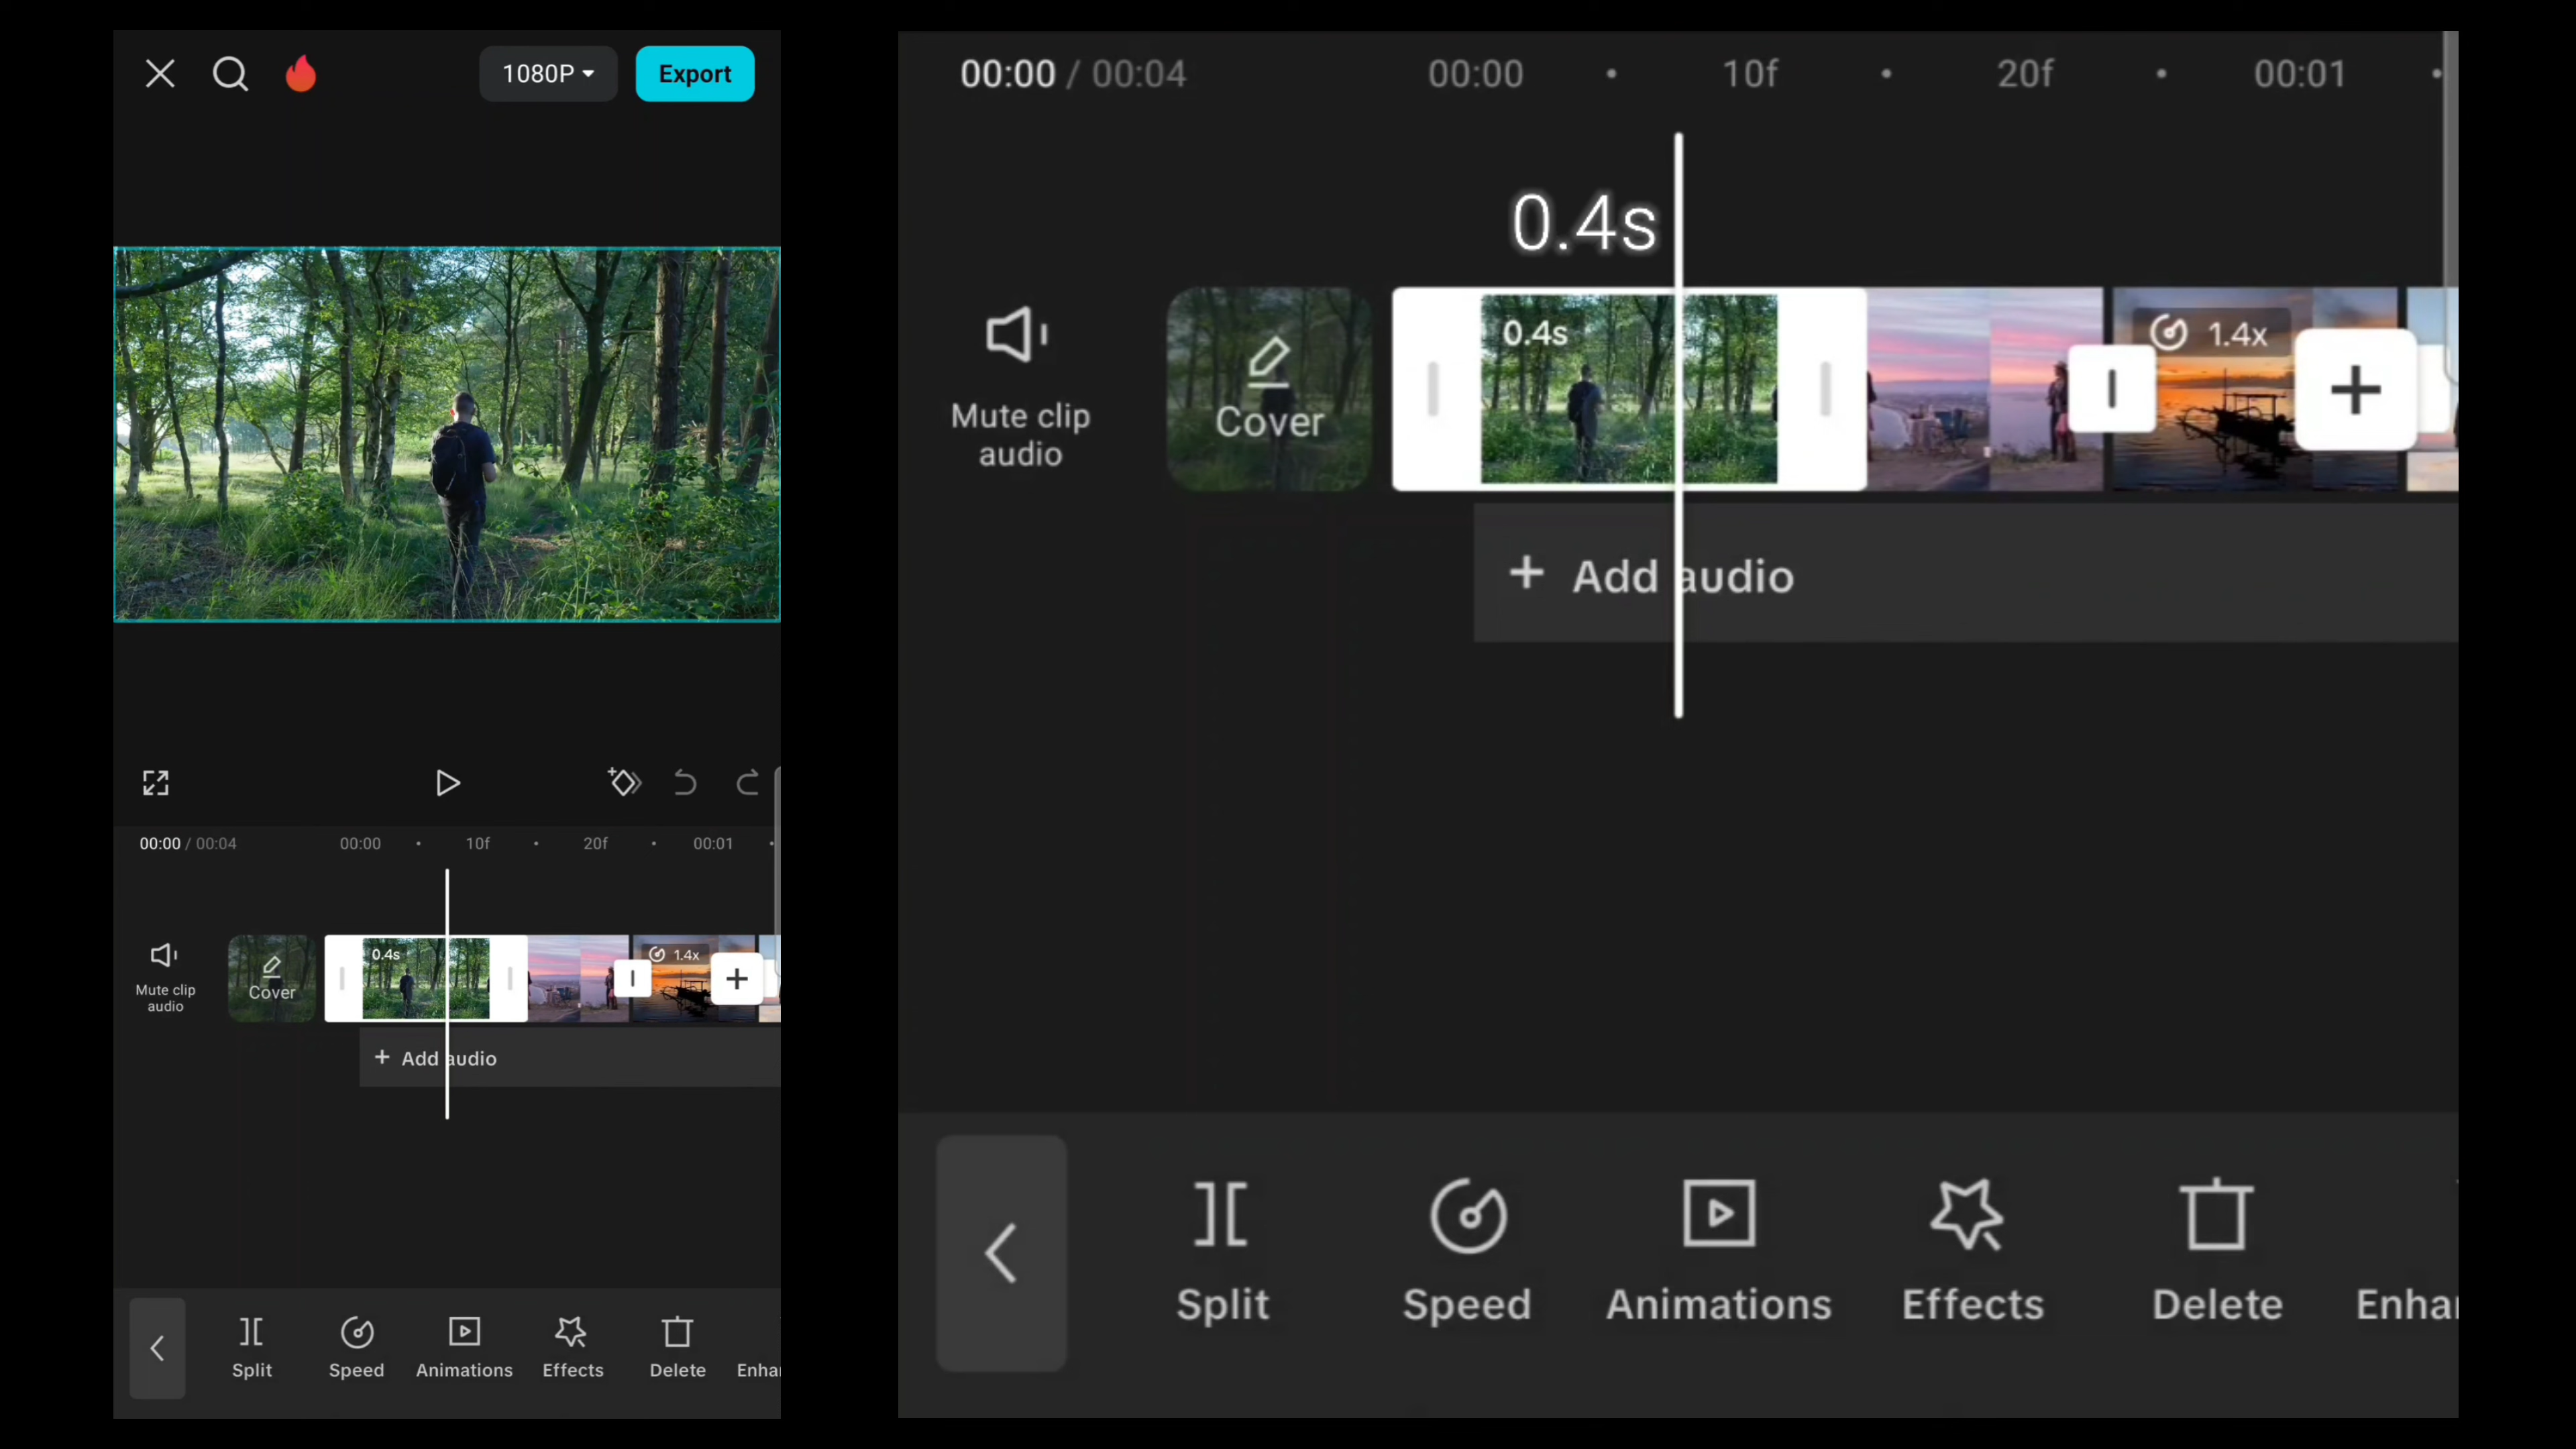 1080P
Export
00:00 / 00:04 00:00 10f 20f 00:01
0.4s
1.4x
Mute clip
audio
Cover
+ Add audio
Split
Speed
Animations
Effects
Delete
Enha
00:00 / 00:04 00:00 10f 20f 00:01
0.4s
0.4s
1.4x
Mute clip
audio
Cover
+ Add audio
Split
Speed
Animations
Effects
Delete
Enha